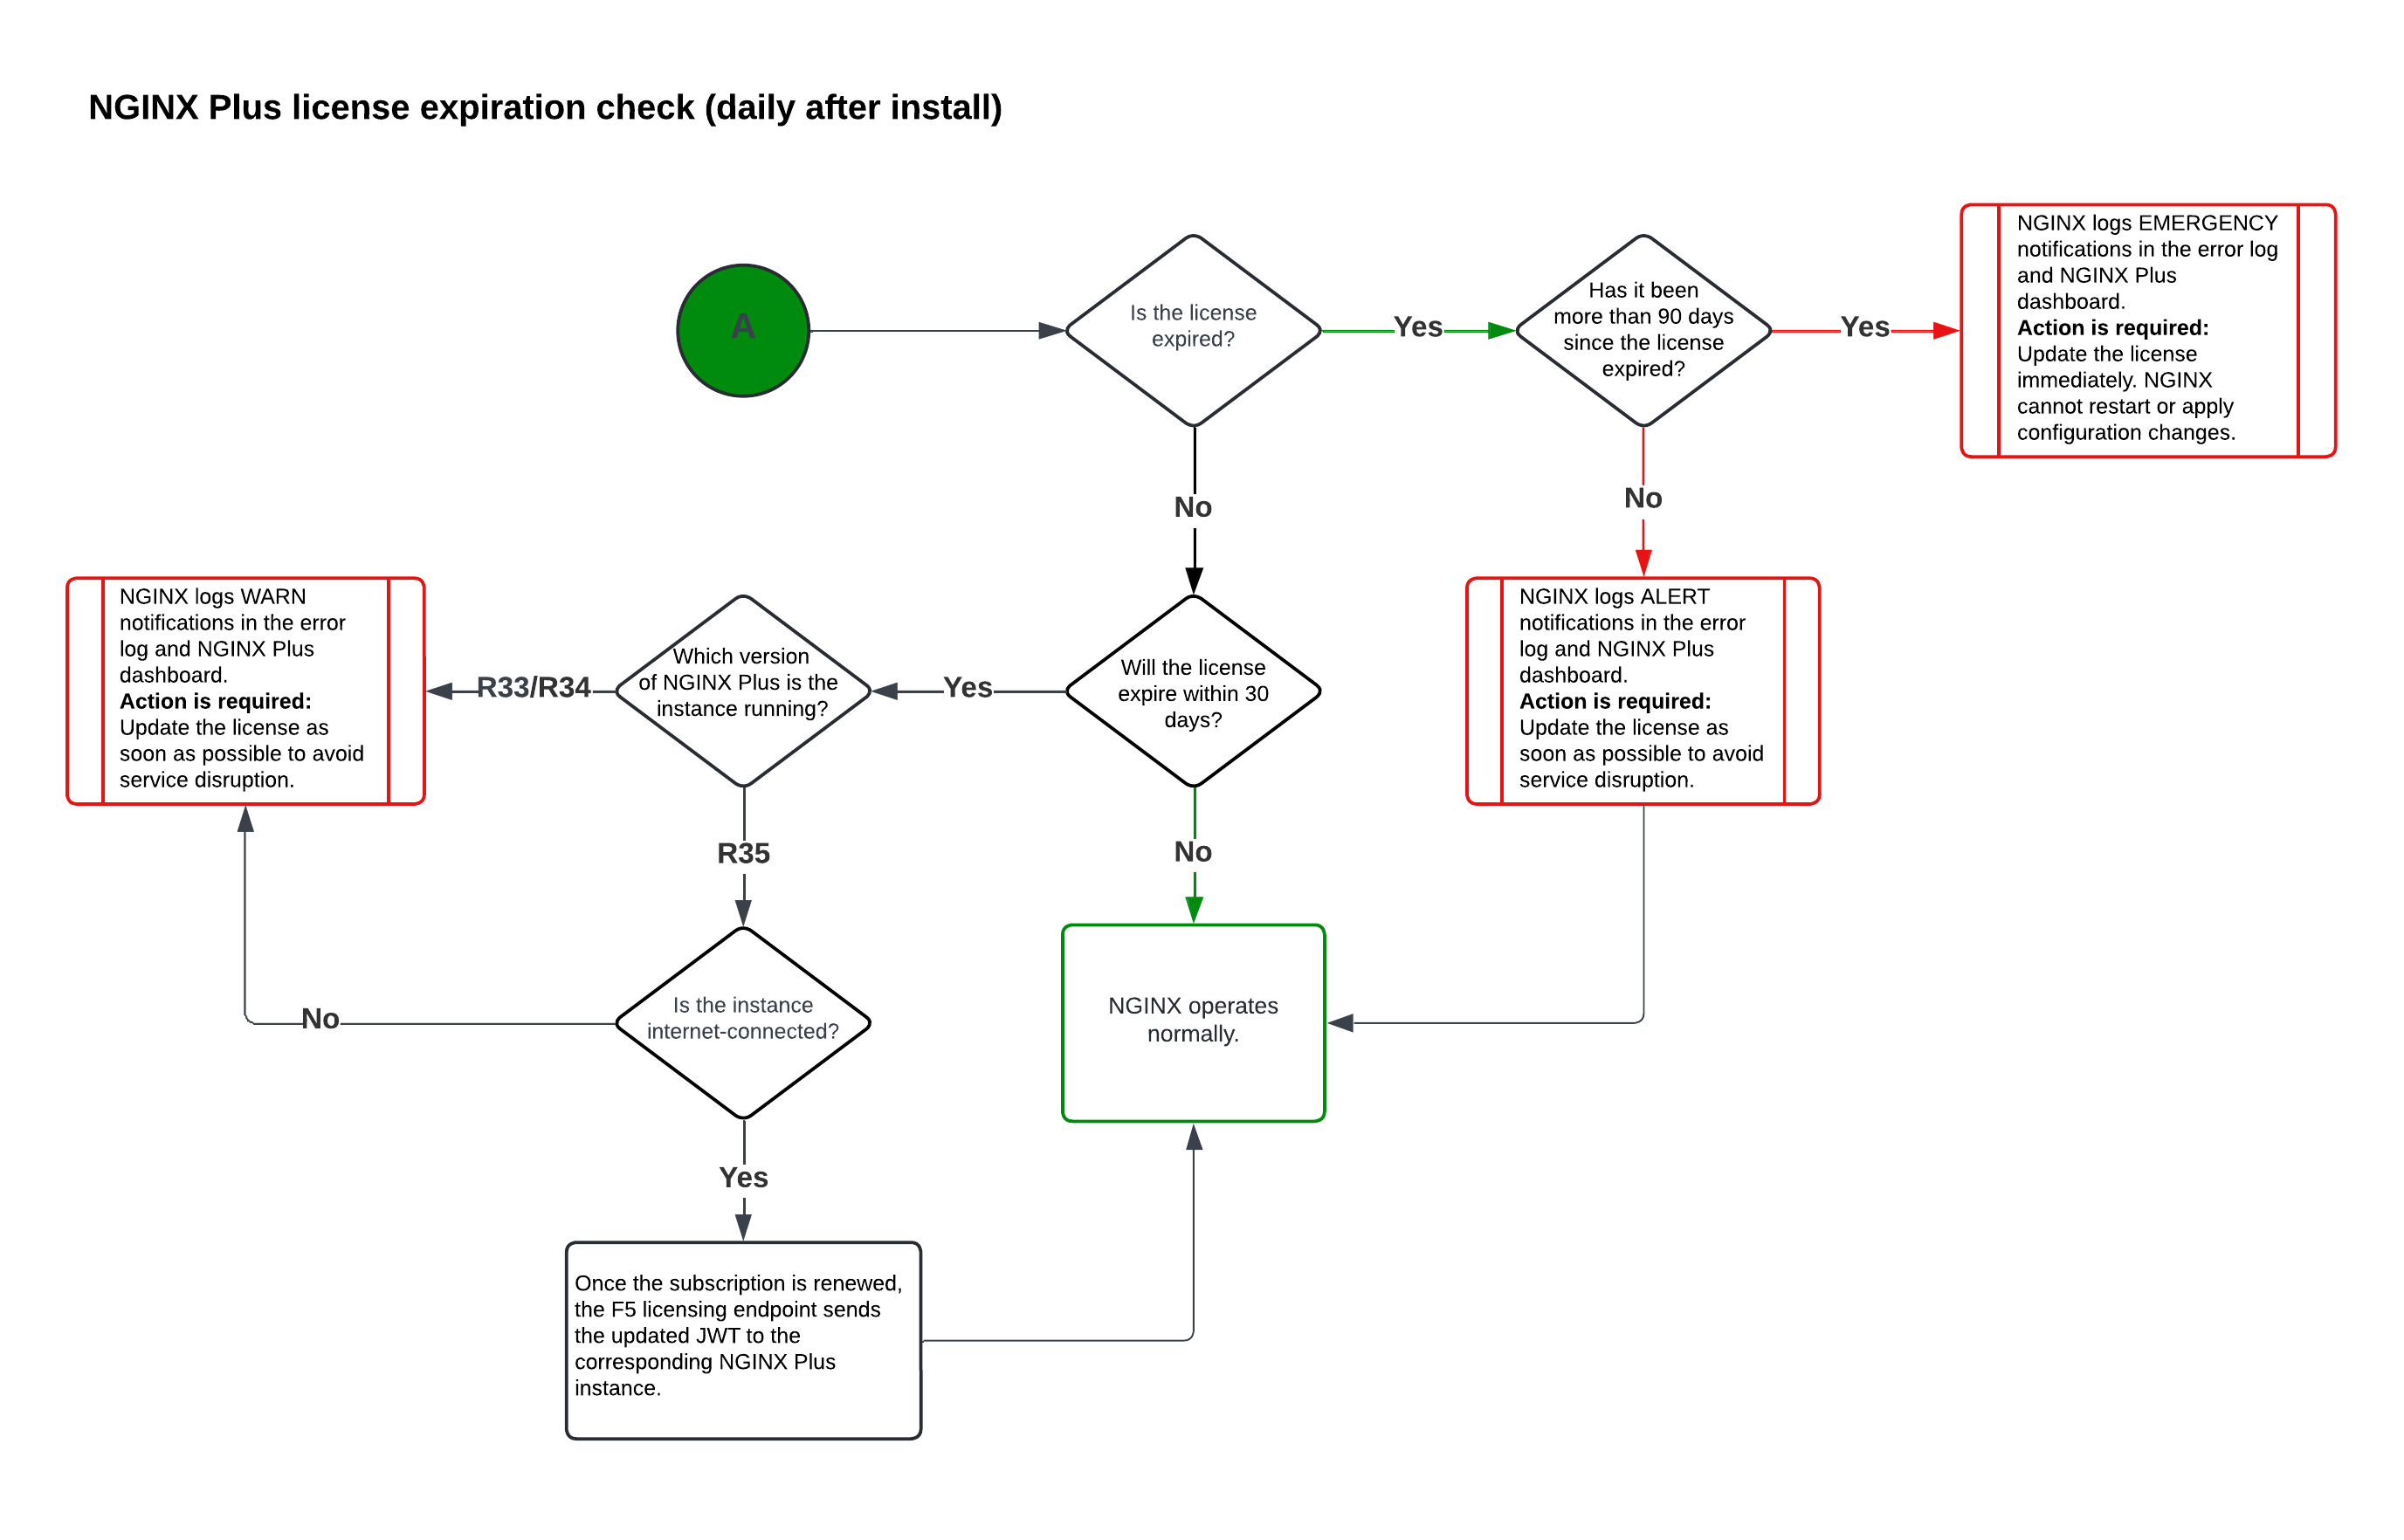 NGINX Plus license expiration check (daily after install)
A
Is the license
expired?
Yes
Has it been
more than 90 days
since the license
expired?
Yes
NGINX logs EMERGENCY
notifications in the error log
and NGINX Plus
dashboard.
Action is required:
Update the license
immediately. NGINX
cannot restart or apply
configuration changes.
No
No
NGINX logs WARN
notifications in the error
log and NGINX Plus
dashboard.
Action is required:
Update the license as
soon as possible to avoid
service disruption.
R33/R34
Which version
of NGINX Plus is the
instance running?
Yes
Will the license
expire within 30
days?
NGINX logs ALERT
notifications in the error
log and NGINX Plus
dashboard.
Action is required:
Update the license as
soon as possible to avoid
service disruption.
R35
No
No
Is the instance
internet-connected?
NGINX operates
normally.
Yes
Once the subscription is renewed,
the F5 licensing endpoint sends
the updated JWT to the
corresponding NGINX Plus
instance.